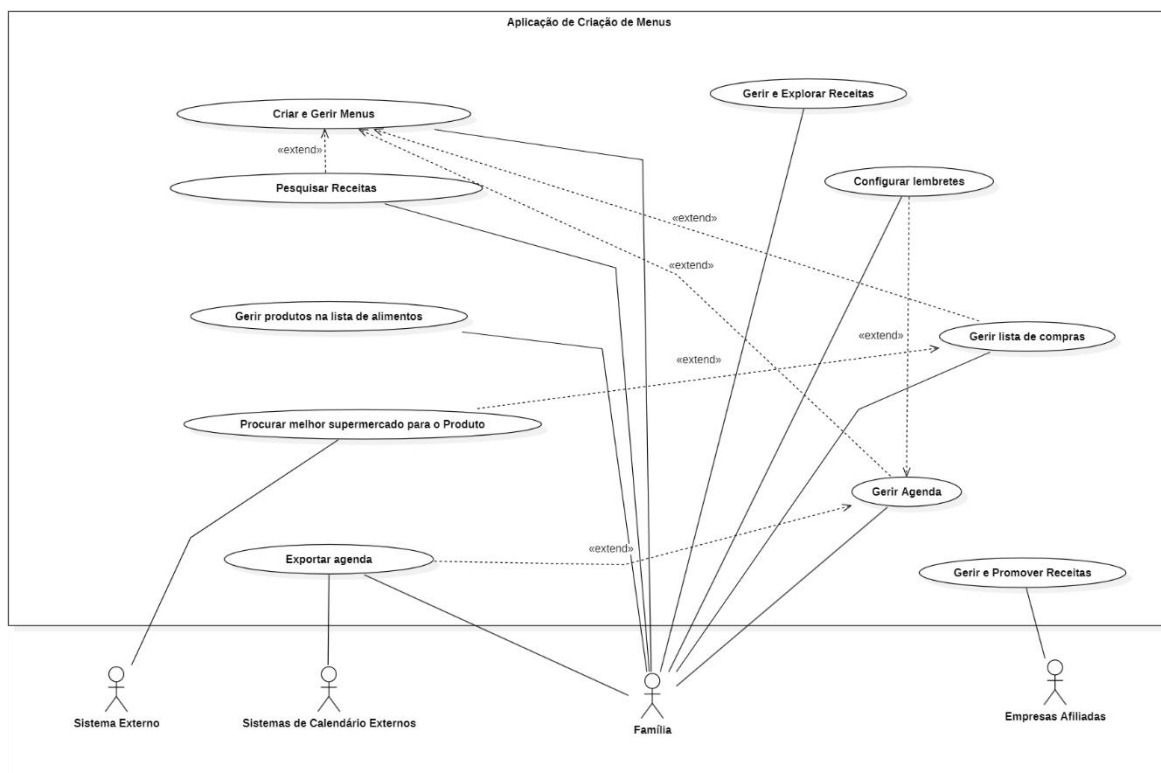 Aplicação de Criação de Menus
Gerir e Explorar Receitas
Criar e Gerir Menus
«extend»
Pesquisar Receitas
Configurar lembretes
«extend»
«extend»
Gerir produtos na lista de alimentos
«extend»
Gerir lista de compras
«extend»
Procurar melhor supermercado para o Produto
Gerir Agenda
«extend»
Exportar agenda
Gerir e Promover Receitas
Sistema Externo
Sistemas de Calendário Externos
Família
Empresas Afiliadas